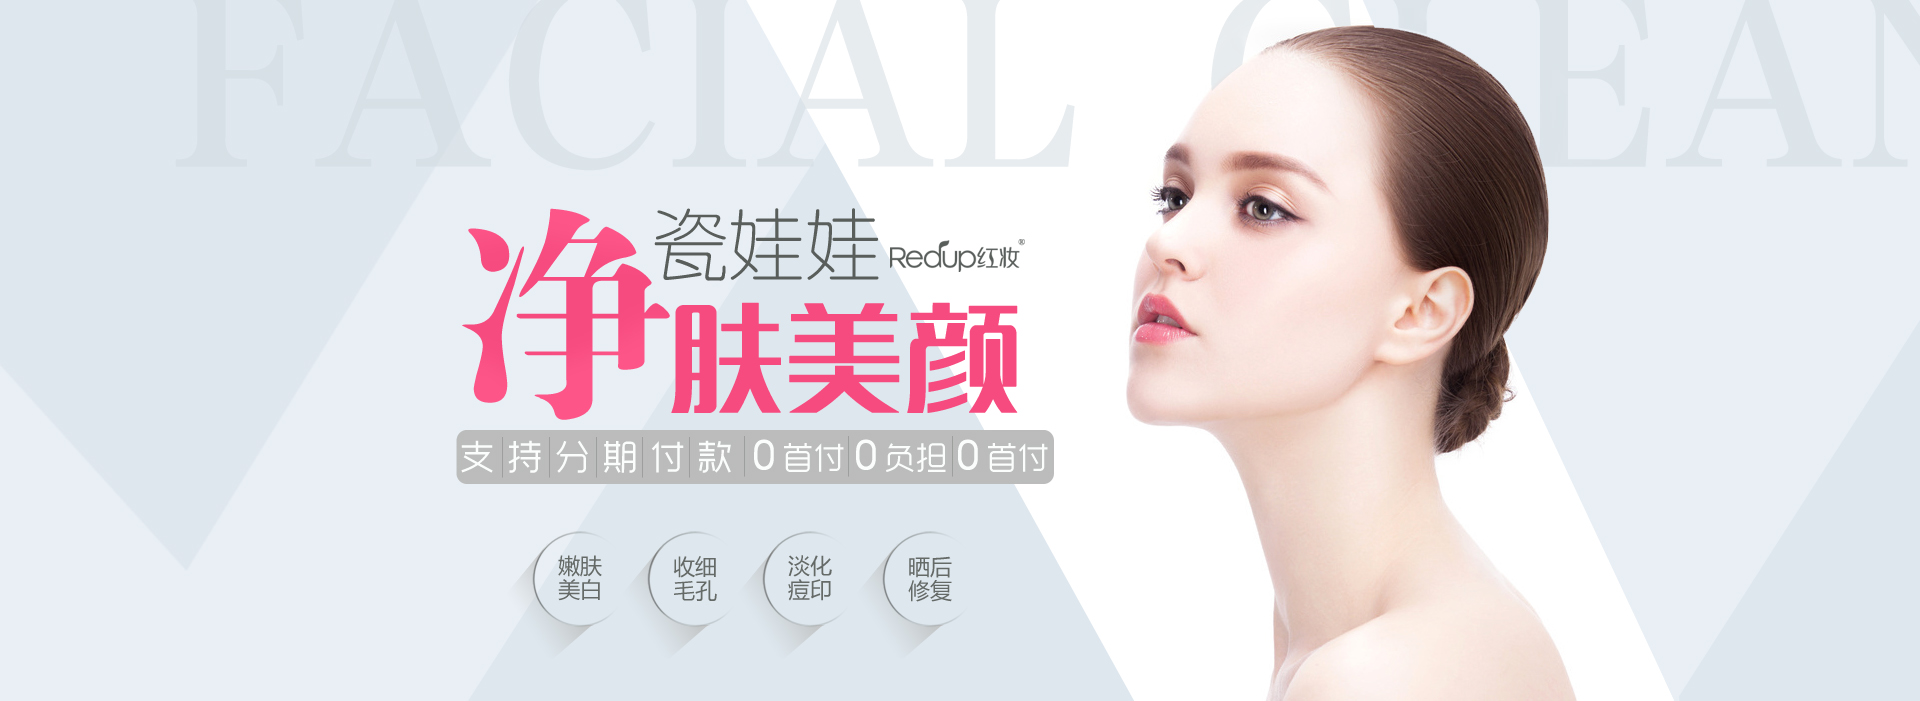 FACIAL CLEAN
瓷娃娃 Redup红妆®
净肤美颜
支持分期付款 0首付 0负担 0首付
嫩肤
美白
收细
毛孔
淡化
痘印
晒后
修复